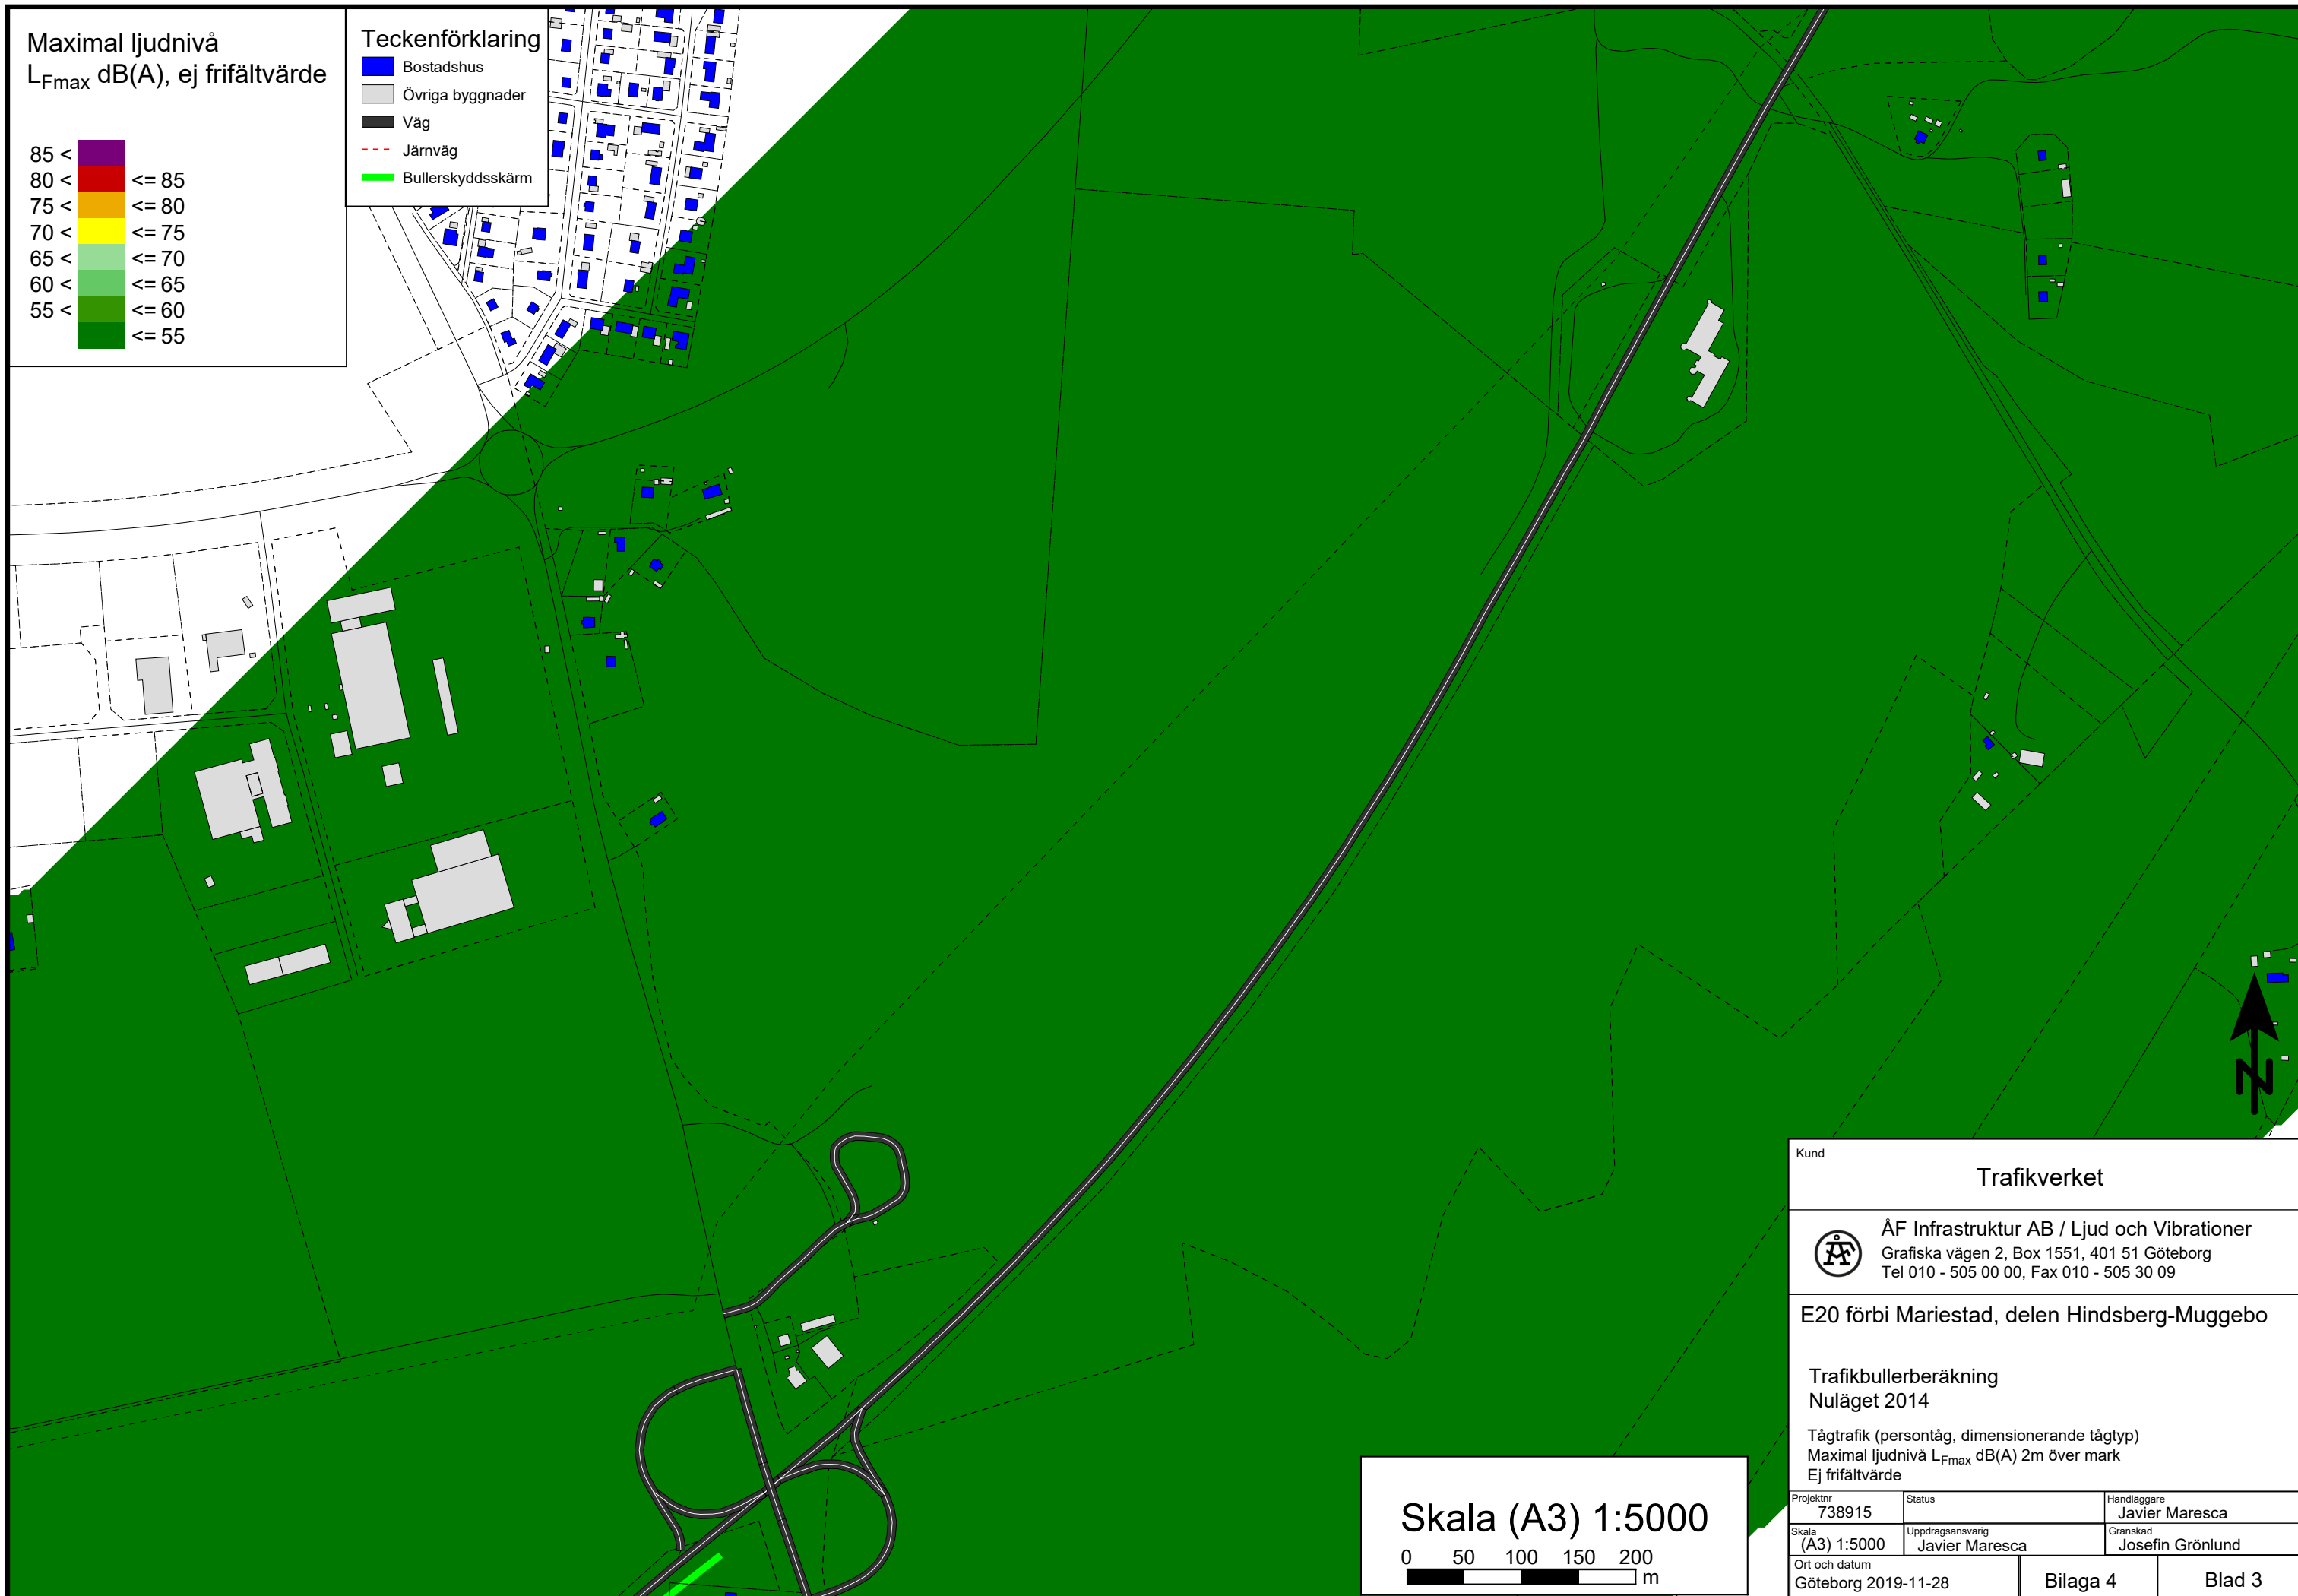 Maximal ljudnivå
LFmax dB(A), ej frifältvärde
85 <
80 < <= 85
75 < <= 80
70 < <= 75
65 < <= 70
60 < <= 65
55 < <= 60
<= 55
Teckenförklaring
Bostadshus
Övriga byggnader
Väg
Järnväg
Bullerskyddsskärm
N
Skala (A3) 1:5000
0 50 100 150 200
m
Kund
Trafikverket
ÅF
ÅF Infrastruktur AB / Ljud och Vibrationer
Grafiska vägen 2, Box 1551, 401 51 Göteborg
Tel 010 - 505 00 00, Fax 010 - 505 30 09
E20 förbi Mariestad, delen Hindsberg-Muggebo
Trafikbullerberäkning
Nuläget 2014
Tågtrafik (persontåg, dimensionerande tågtyp)
Maximal ljudnivå LFmax dB(A) 2m över mark
Ej frifältvärde
Projektnr Status Handläggare
738915 Javier Maresca
Skala Uppdragsansvarig Granskad
(A3) 1:5000 Javier Maresca Josefin Grönlund
Ort och datum
Göteborg 2019-11-28 Bilaga 4 Blad 3